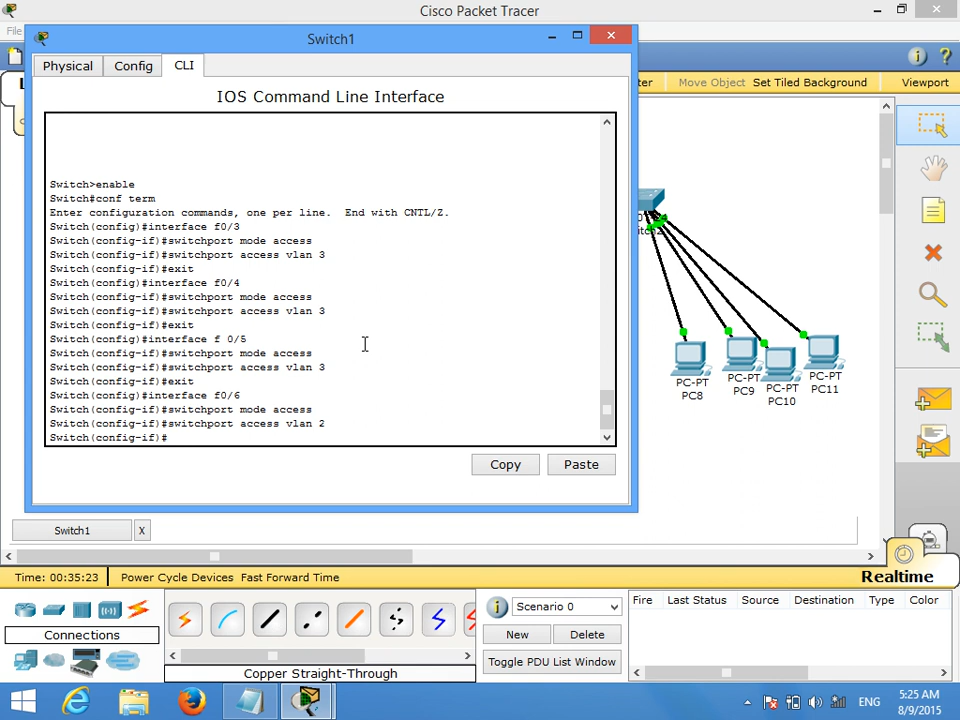 Cisco Packet Tracer
File
Switch1
Physical
Config
CLI
IOS Command Line Interface
Move Object
Set Tiled Background
Viewport
Switch>enable
Switch#conf term
Enter configuration commands, one per line.  End with CNTL/Z.
Switch(config)#interface f0/3
Switch(config-if)#switchport mode access
Switch(config-if)#switchport access vlan 3
Switch(config-if)#exit
Switch(config)#interface f0/4
Switch(config-if)#switchport mode access
Switch(config-if)#switchport access vlan 3
Switch(config-if)#exit
Switch(config)#interface f 0/5
Switch(config-if)#switchport mode access
Switch(config-if)#switchport access vlan 3
Switch(config-if)#exit
Switch(config)#interface f0/6
Switch(config-if)#switchport mode access
Switch(config-if)#switchport access vlan 2
Switch(config-if)#
Copy
Paste
PC-PT
PC8
PC-PT
PC9
PC-PT
PC10
PC-PT
PC11
Switch1
X
Time: 00:35:23
Power Cycle Devices
Fast Forward Time
Realtime
Connections
Copper Straight-Through
Scenario 0
New
Delete
Toggle PDU List Window
Fire
Last Status
Source
Destination
Type
Color
ENG
5:25 AM
8/9/2015